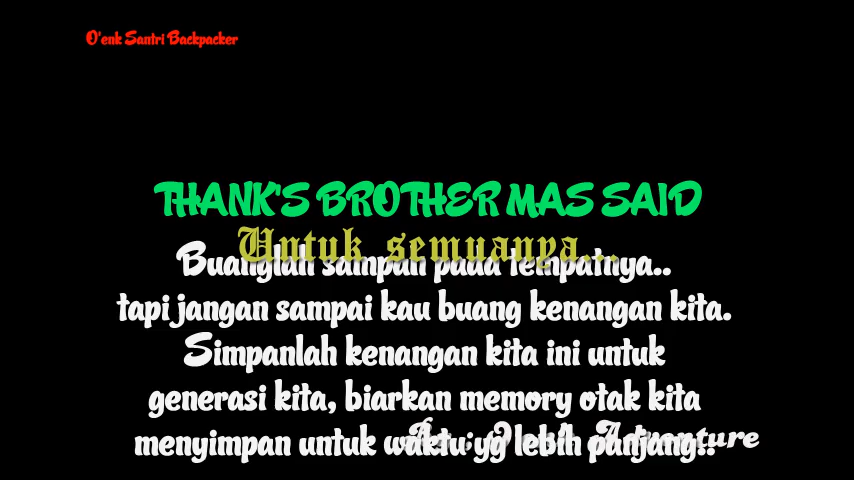 O'enk Santri Backpacker
THANK'S BROTHER MAS SAID
Untuk semuanya...
Buanglah sampah pada tempatnya..
tapi jangan sampai kau buang kenangan kita.
Simpanlah kenangan kita ini untuk
generasi kita, biarkan memory otak kita
menyimpan untuk waktu yg lebih panjang!!
Adventure